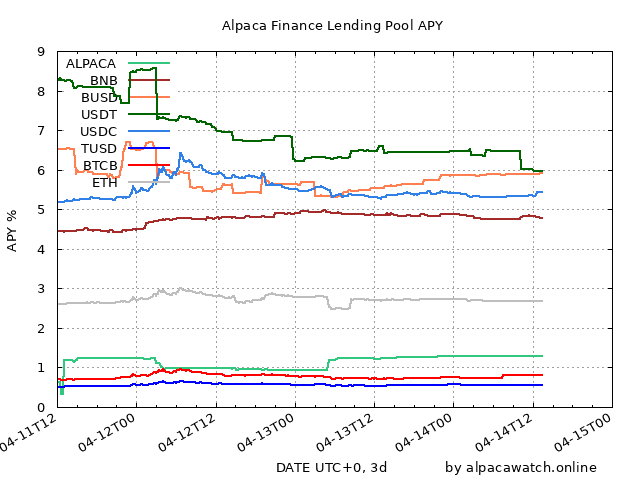 Alpaca Finance Lending Pool APY
9
8
7
6
5
4
3
2
1
0
APY %
ALPACA
BNB
BUSD
USDT
USDC
TUSD
BTCB
ETH
04-11T12
04-12T00
04-12T12
04-13T00
04-13T12
04-14T00
04-14T12
04-15T00
DATE UTC+0, 3d
by alpacawatch.online